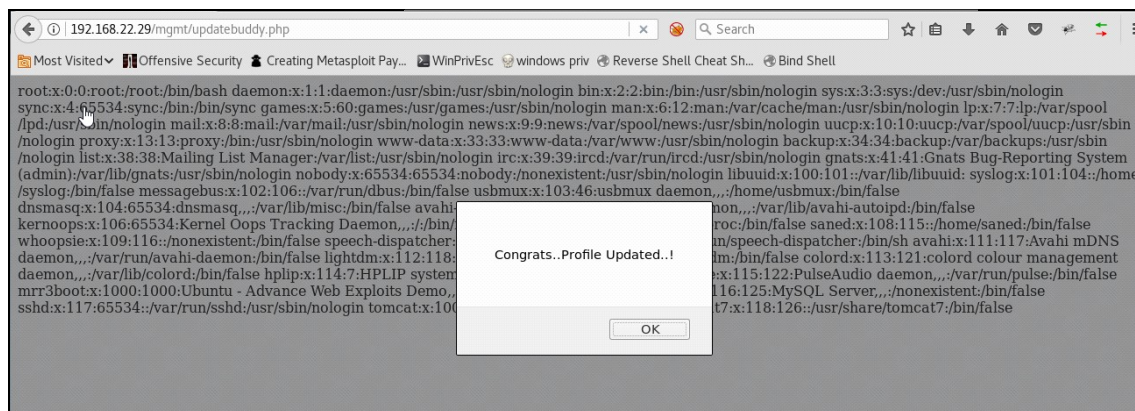 192.168.22.29/mgmt/updatebuddy.php
Search
Most Visited
Offensive Security
Creating Metasploit Pay...
WinPrivEsc
windows priv
Reverse Shell Cheat Sh...
Bind Shell
root:x:0:0:root:/root:/bin/bash daemon:x:1:1:daemon:/usr/sbin:/usr/sbin/nologin bin:x:2:2:bin:/bin:/usr/sbin/nologin sys:x:3:3:sys:/dev:/usr/sbin/nologin
sync:x:4:65534:sync:/bin:/bin/sync games:x:5:60:games:/usr/games:/usr/sbin/nologin man:x:6:12:man:/var/cache/man:/usr/sbin/nologin lp:x:7:7:lp:/var/spool
/lpd:/usr/sbin/nologin mail:x:8:8:mail:/var/mail:/usr/sbin/nologin news:x:9:9:news:/var/spool/news:/usr/sbin/nologin uucp:x:10:10:uucp:/var/spool/uucp:/usr/sbin
/nologin proxy:x:13:13:proxy:/bin:/usr/sbin/nologin www-data:x:33:33:www-data:/var/www:/usr/sbin/nologin backup:x:34:34:backup:/var/backups:/usr/sbin
/nologin list:x:38:38:Mailing List Manager:/var/list:/usr/sbin/nologin irc:x:39:39:ircd:/var/run/ircd:/usr/sbin/nologin gnats:x:41:41:Gnats Bug-Reporting System
(admin):/var/lib/gnats:/usr/sbin/nologin nobody:x:65534:65534:nobody:/nonexistent:/usr/sbin/nologin libuuid:x:100:101::/var/lib/libuuid: syslog:x:101:104::/home
/syslog:/bin/false messagebus:x:102:106::/var/run/dbus:/bin/false usbmux:x:103:46:usbmux daemon,,,:/home/usbmux:/bin/false
dnsmasq:x:104:65534:dnsmasq,,,:/var/lib/misc:/bin/false avahi- mon,,,:/var/lib/avahi-autoipd:/bin/false
kernoops:x:106:65534:Kernel Oops Tracking Daemon,,,:/:/bin/ roc:/bin/false saned:x:108:115::/home/saned:/bin/false
whoopsie:x:109:116::/nonexistent:/bin/false speech-dispatcher: un/speech-dispatcher:/bin/sh avahi:x:111:117:Avahi mDNS
daemon,,,:/var/run/avahi-daemon:/bin/false lightdm:x:112:118: dm:/bin/false colord:x:113:121:colord colour management
daemon,,,:/var/lib/colord:/bin/false hplip:x:114:7:HPLIP system e:x:115:122:PulseAudio daemon,,,:/var/run/pulse:/bin/false
mrr3boot:x:1000:1000:Ubuntu - Advance Web Exploits Demo,, 116:125:MySQL Server,,,:/nonexistent:/bin/false
sshd:x:117:65534::/var/run/sshd:/usr/sbin/nologin tomcat:x:100 t7:x:118:126::/usr/share/tomcat7:/bin/false
Congrats..Profile Updated..!
OK